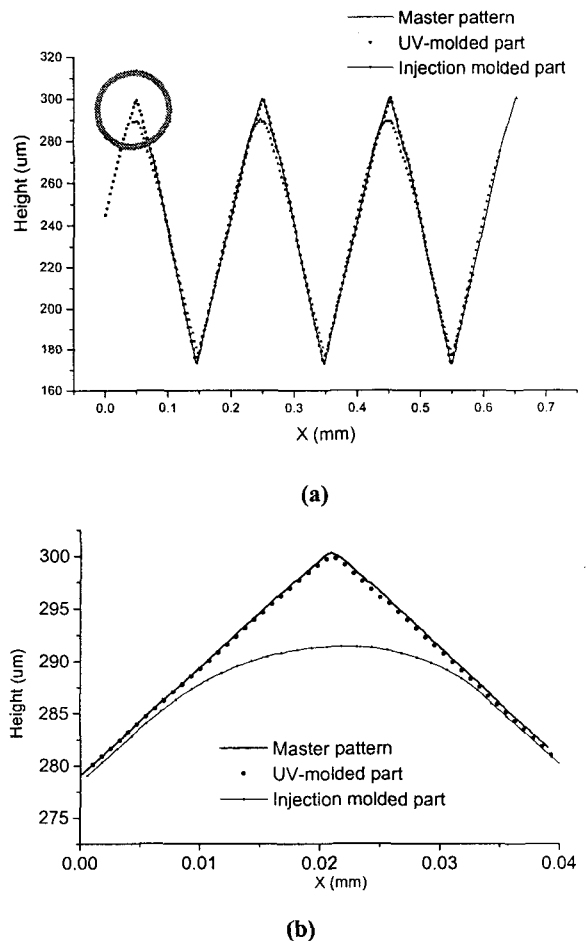 Master pattern
UV-molded part
Injection molded part
Height (um)
300
280
260
240
220
200
180
160
0.0 0.1 0.2 0.3 0.4 0.5 0.6 0.7
X (mm)
(a)
Height (um)
300
295
290
285
280
275
Master pattern
UV-molded part
Injection molded part
0.00 0.01 0.02 0.03 0.04
X (mm)
(b)